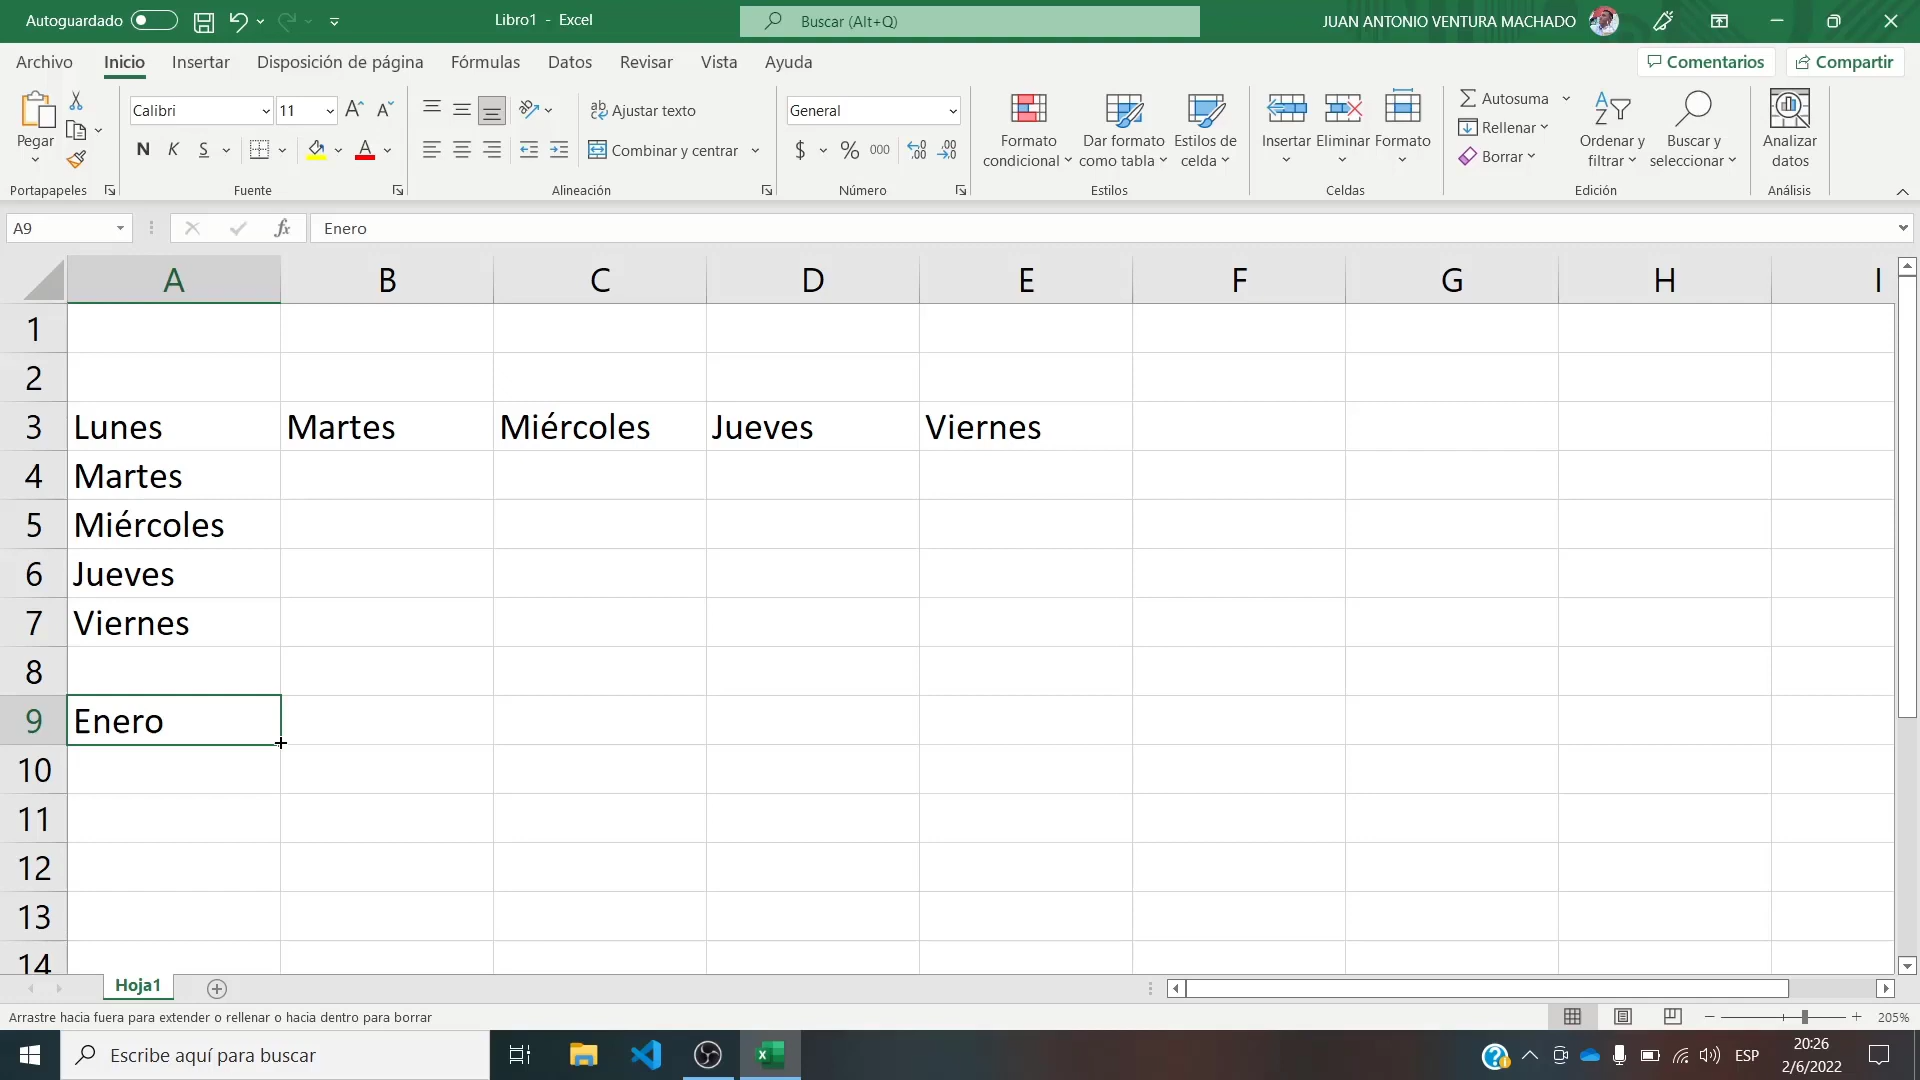 Autoguardado
Libro1 - Excel
Buscar (Alt+Q)
JUAN ANTONIO VENTURA MACHADO
Archivo Inicio Insertar Disposición de página Fórmulas Datos Revisar Vista Ayuda
Comentarios Compartir
Pegar
Calibri 11
N K S
Ajustar texto
Combinar y centrar
General
$ % 000
Formato condicional
Dar formato como tabla
Estilos de celda
Insertar Eliminar Formato
Autosuma
Rellenar
Borrar
Ordenar y filtrar
Buscar y seleccionar
Analizar datos
Portapapeles Fuente Alineación Número Estilos Celdas Edición Análisis
A9 fx Enero
A B C D E F G H I
1
2
3 Lunes Martes Miércoles Jueves Viernes
4 Martes
5 Miércoles
6 Jueves
7 Viernes
8
9 Enero
10
11
12
13
14
Hoja1
Arrastre hacia fuera para extender o rellenar o hacia dentro para borrar
205%
Escribe aquí para buscar
ESP
20:26
2/6/2022